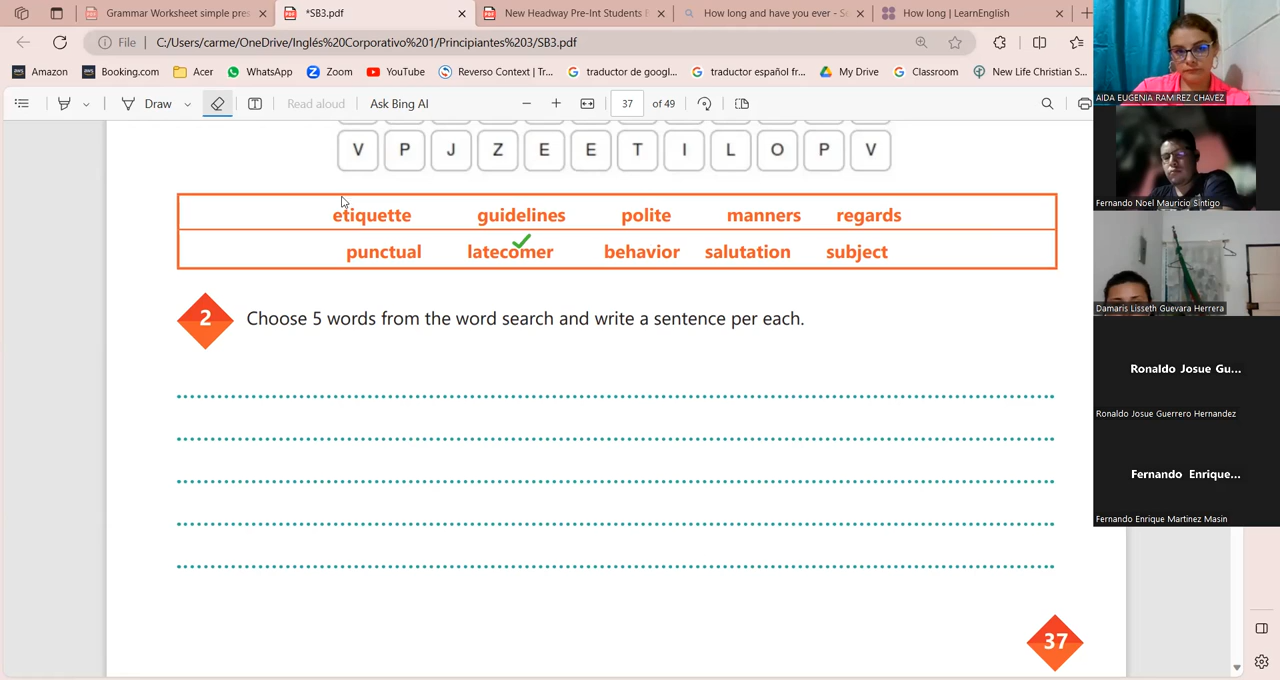 Grammar Worksheet simple pres
*SB3.pdf
New Headway Pre-Int Students B
How long and have you ever - Se
How long | LearnEnglish
File
C:/Users/carme/OneDrive/Inglés%20Corporativo%201/Principiantes%203/SB3.pdf
Amazon
Booking.com
Acer
WhatsApp
Zoom
YouTube
Reverso Context | Tr...
traductor de googl...
traductor español fr...
My Drive
Classroom
New Life Christian S...
Draw
Read aloud
Ask Bing AI
37 of 49
V P J Z E E T I L O P V
etiquette guidelines polite manners regards
punctual latecomer behavior salutation subject
2 Choose 5 words from the word search and write a sentence per each.
37
AIDA EUGENIA RAMIREZ CHAVEZ
Fernando Noel Mauricio Sintigo
Damaris Lisseth Guevara Herrera
Ronaldo Josue Gu...
Ronaldo Josue Guerrero Hernandez
Fernando Enrique...
Fernando Enrique Martinez Masin